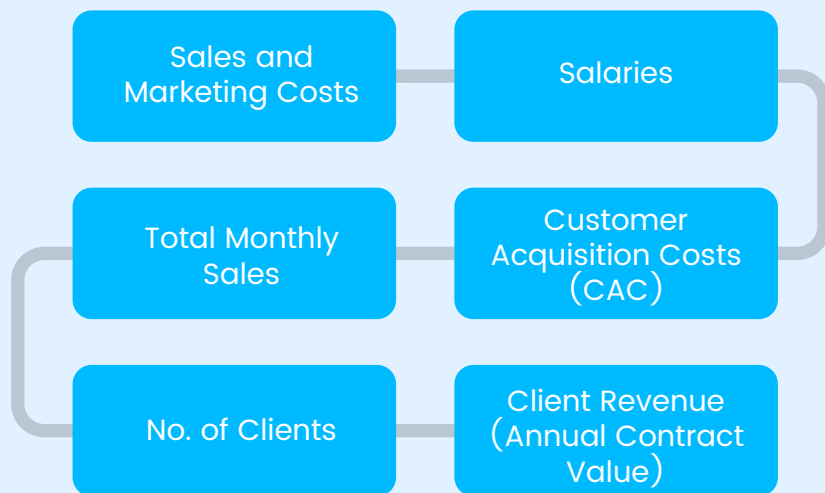 Sales and
Marketing Costs
Salaries
Customer
Acquisition Costs
(CAC)
Total Monthly
Sales
No. of Clients
Client Revenue
(Annual Contract
Value)